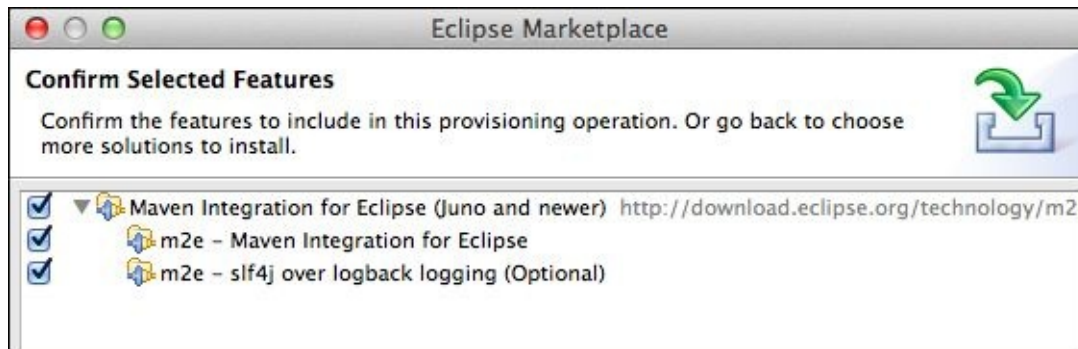 Eclipse Marketplace
Confirm Selected Features
Confirm the features to include in this provisioning operation. Or go back to choose
more solutions to install.
Maven Integration for Eclipse (Juno and newer) http://download.eclipse.org/technology/m2
m2e – Maven Integration for Eclipse
m2e – slf4j over logback logging (Optional)